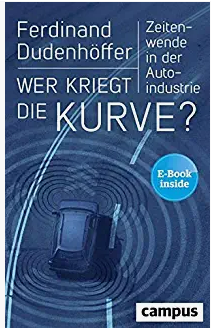 Ferdinand
Dudenhöffer
Zeiten-
wende
in der
Auto-
industrie
WER KRIEGT
DIE KURVE?
E-Book
inside
campus